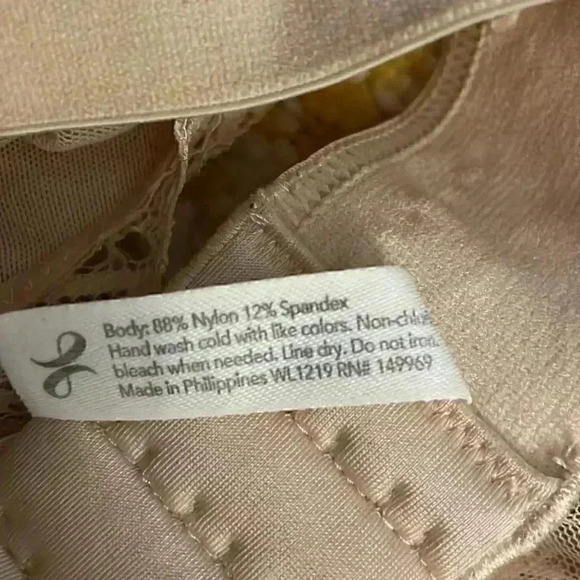 Body: 88% Nylon 12% Spandex
Hand wash cold with like colors. Non-chlo
bleach when needed. Line dry. Do not iron.
Made in Philippines WL1219 RN# 149969